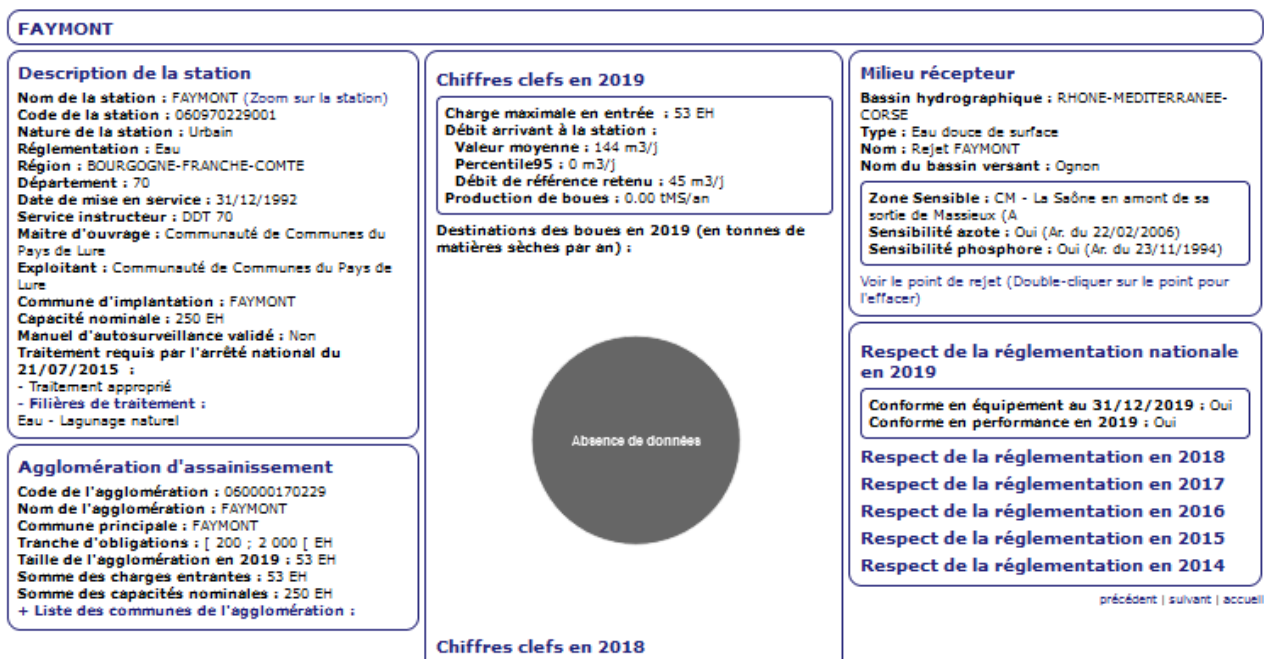 FAYMONT
Description de la station
Nom de la station : FAYMONT (Zoom sur la station)
Code de la station : 060970229001
Nature de la station : Urbain
Réglementation : Eau
Région : BOURGOGNE-FRANCHE-COMTE
Département : 70
Date de mise en service : 31/12/1992
Service instructeur : DDT 70
Maitre d'ouvrage : Communauté de Communes du
Pays de Lure
Exploitant : Communauté de Communes du Pays de
Lure
Commune d'implantation : FAYMONT
Capacité nominale : 250 EH
Manuel d'autosurveillance validé : Non
Traitement requis par l'arrêté national du
21/07/2015 :
- Traitement approprié
- Filières de traitement :
Eau - Lagunage naturel
Agglomération d'assainissement
Code de l'agglomération : 060000170229
Nom de l'agglomération : FAYMONT
Commune principale : FAYMONT
Tranche d'obligations : [ 200 ; 2 000 [ EH
Taille de l'agglomération en 2019 : 53 EH
Somme des charges entrantes : 53 EH
Somme des capacités nominales : 250 EH
+ Liste des communes de l'agglomération :
Chiffres clefs en 2019
Charge maximale en entrée : 53 EH
Débit arrivant à la station :
Valeur moyenne : 144 m3/j
Percentile95 : 0 m3/j
Débit de référence retenu : 45 m3/j
Production de boues : 0.00 tMS/an
Destinations des boues en 2019 (en tonnes de
matières sèches par an) :
Absence de données
Chiffres clefs en 2018
Milieu récepteur
Bassin hydrographique : RHONE-MEDITERRANEE-
CORSE
Type : Eau douce de surface
Nom : Rejet FAYMONT
Nom du bassin versant : Ognon
Zone Sensible : CM - La Saône en amont de sa
sortie de Massieux (A
Sensibilité azote : Oui (Ar. du 22/02/2006)
Sensibilité phosphore : Oui (Ar. du 23/11/1994)
Voir le point de rejet (Double-cliquer sur le point pour
l'effacer)
Respect de la réglementation nationale
en 2019
Conforme en équipement au 31/12/2019 : Oui
Conforme en performance en 2019 : Oui
Respect de la réglementation en 2018
Respect de la réglementation en 2017
Respect de la réglementation en 2016
Respect de la réglementation en 2015
Respect de la réglementation en 2014
précédent | suivant | accueil